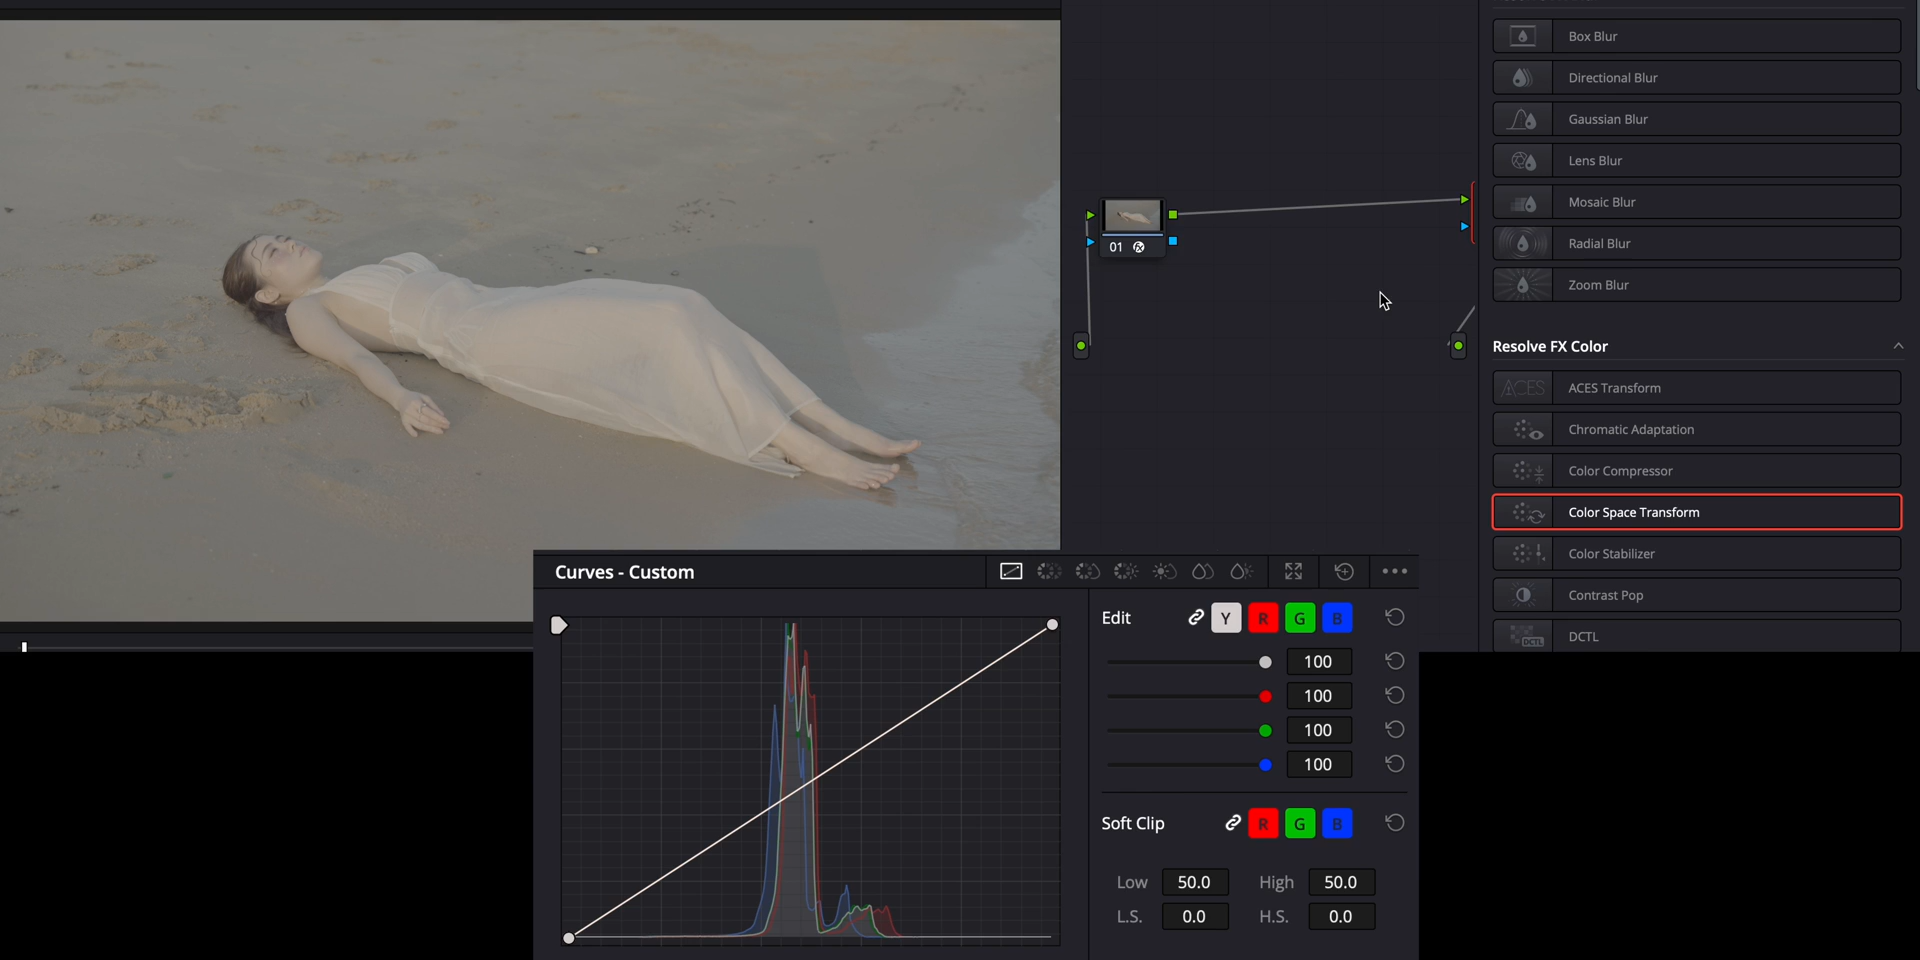 Box Blur
Directional Blur
Gaussian Blur
Lens Blur
Mosaic Blur
Radial Blur
Zoom Blur
01
Resolve FX Color
ACES
ACES Transform
Chromatic Adaptation
Color Compressor
Color Space Transform
Color Stabilizer
Contrast Pop
DCTL
DCTL
Curves - Custom
Edit
Y
R
G
B
100
100
100
100
Soft Clip
R
G
B
Low 50.0 High 50.0
L.S. 0.0 H.S. 0.0